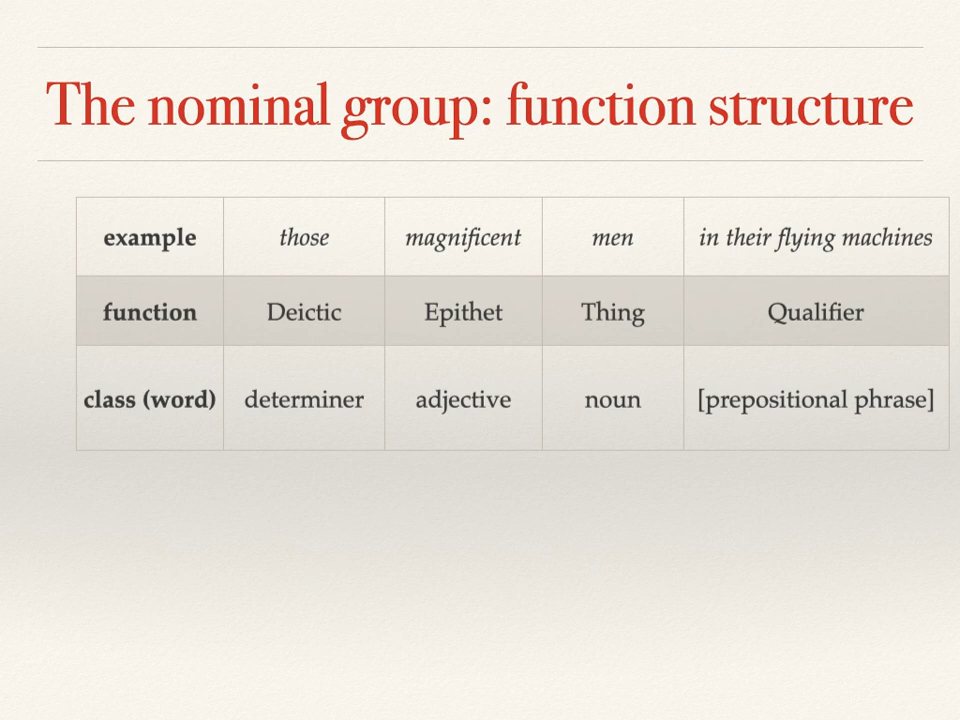 The nominal group: function structure
example those magnificent men in their flying machines
function Deictic Epithet Thing Qualifier
class (word) determiner adjective noun [prepositional phrase]